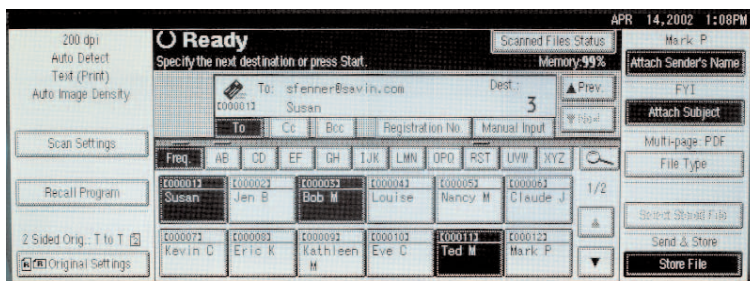 APR 14,2002 1:08PM
200 dpi
Auto Detect
Text (Print)
Auto Image Density
Scan Settings
Recall Program
2 Sided Orig.: T to T
Original Settings
Ready
Scanned Files Status
Specify the next destination or press Start.
Memory:99%
To: sfenner@savin.com
[00001] Susan
Dest.: 3
▲Prev.
▼Next
To Cc Bcc Registration No. Manual Input
Freq. AB CD EF GH IJK LMN OPQ RST UVW XYZ
[00001] [00002] [00003] [00004] [00005] [00006]
Susan Jen B Bob M Louise Nancy M Claude J
1/2
[00007] [00008] [00009] [00010] [00011] [00012]
Kevin C Eric K Kathleen M Eve C Ted M Mark P
▲
▼
Mark P
Attach Sender's Name
FYI
Attach Subject
Multi-page: PDF
File Type
Select Stored File
Send & Store
Store File